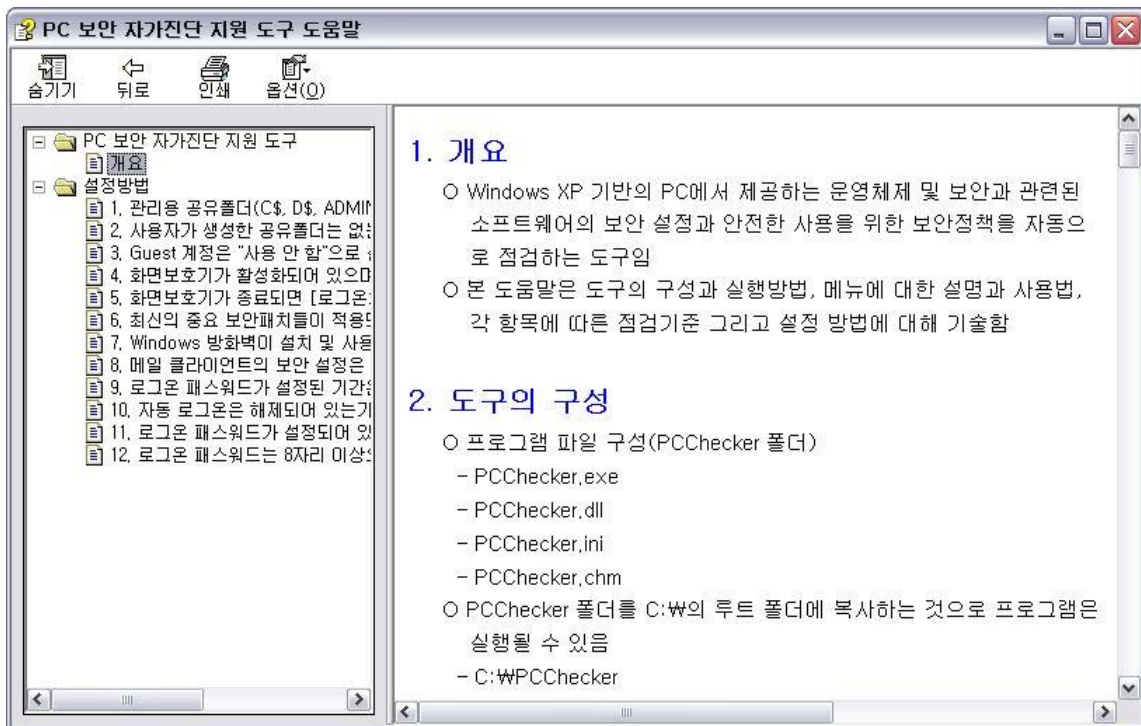 PC 보안 자가진단 지원 도구 도움말
숨기기 뒤로 인쇄 옵션(O)
PC 보안 자가진단 지원 도구
개요
설정방법
1. 관리용 공유폴더(C$, D$, ADMIN
2. 사용자가 생성한 공유폴더는 없는
3. Guest 계정은 "사용 안 함"으로
4. 화면보호기가 활성화되어 있으며
5. 화면보호기가 종료되면 [로그온
6. 최신의 중요 보안패치들이 적용되
7. Windows 방화벽이 설치 및 사용
8. 메일 클라이언트의 보안 설정은
9. 로그온 패스워드가 설정된 기간은
10. 자동 로그온은 해제되어 있는가
11. 로그온 패스워드가 설정되어 있
12. 로그온 패스워드는 8자리 이상
1. 개요
O Windows XP 기반의 PC에서 제공하는 운영체제 및 보안과 관련된
소프트웨어의 보안 설정과 안전한 사용을 위한 보안정책을 자동으
로 점검하는 도구임
O 본 도움말은 도구의 구성과 실행방법, 메뉴에 대한 설명과 사용법,
각 항목에 따른 점검기준 그리고 설정 방법에 대해 기술함
2. 도구의 구성
O 프로그램 파일 구성(PCChecker 폴더)
- PCChecker.exe
- PCChecker.dll
- PCChecker.ini
- PCChecker.chm
O PCChecker 폴더를 C:₩의 루트 폴더에 복사하는 것으로 프로그램은
실행될 수 있음
- C:₩PCChecker